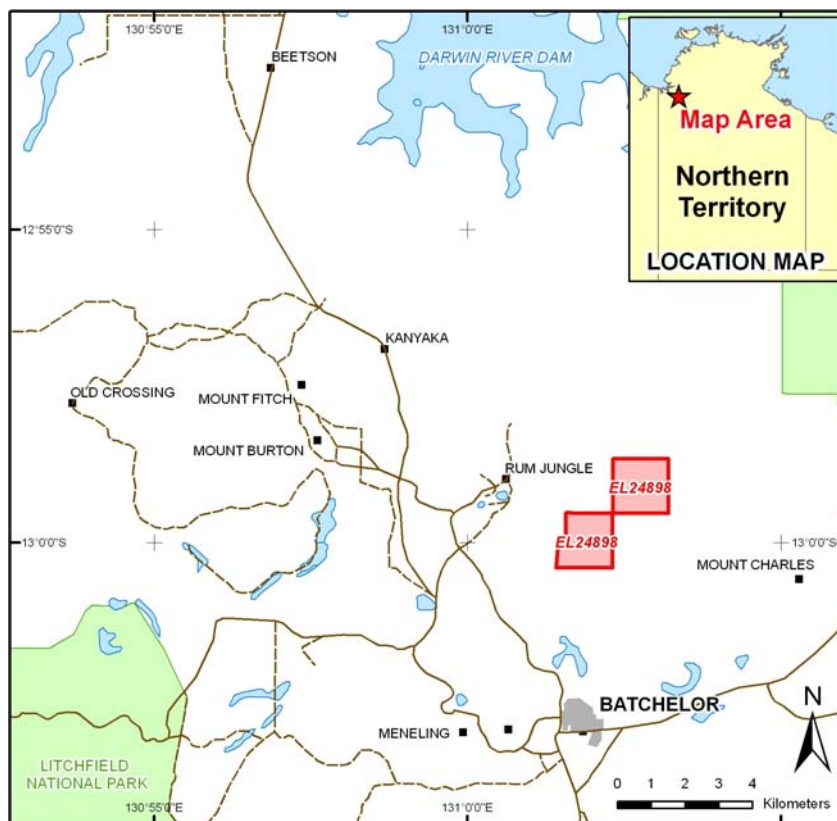 130°55'0"E
131°0'0"E
BEETSON
DARWIN RIVER DAM
Map Area
Northern
Territory
LOCATION MAP
12°55'0"S
KANYAKA
OLD CROSSING
MOUNT FITCH
MOUNT BURTON
RUM JUNGLE
EL24898
EL24898
13°0'0"S
13°0'0"S
MOUNT CHARLES
BATCHELOR
N
MENELING
LITCHFIELD
NATIONAL PARK
0 1 2 3 4
Kilometers
130°55'0"E
131°0'0"E